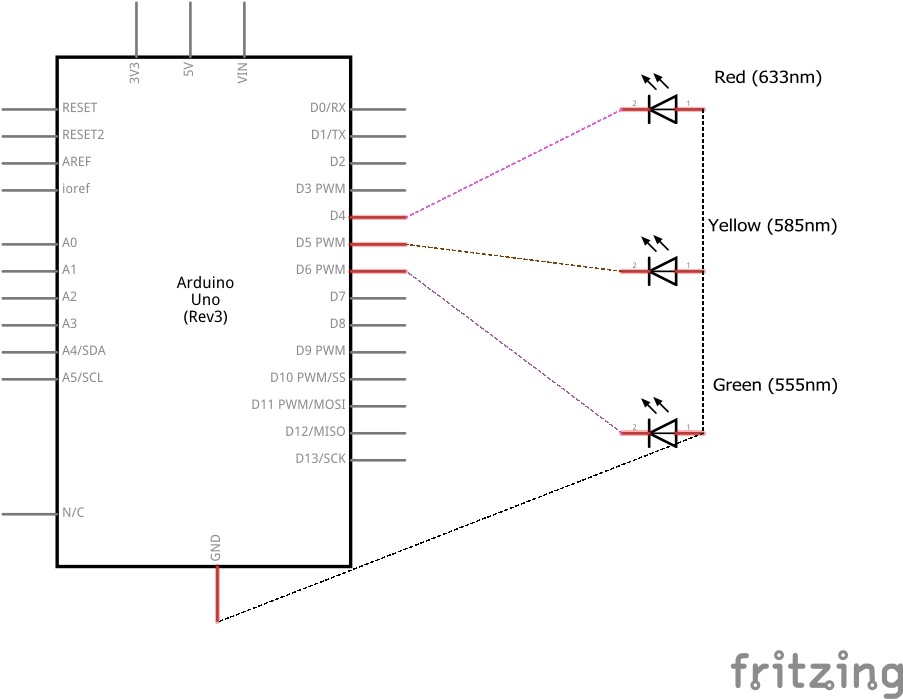 3V3
5V
VIN
RESET
RESET2
AREF
ioref
A0
A1
A2
A3
A4/SDA
A5/SCL
N/C
Arduino
Uno
(Rev3)
D0/RX
D1/TX
D2
D3 PWM
D4
D5 PWM
D6 PWM
D7
D8
D9 PWM
D10 PWM/SS
D11 PWM/MOSI
D12/MISO
D13/SCK
GND
Red (633nm)
2 1
Yellow (585nm)
2 1
Green (555nm)
2 1
fritzing